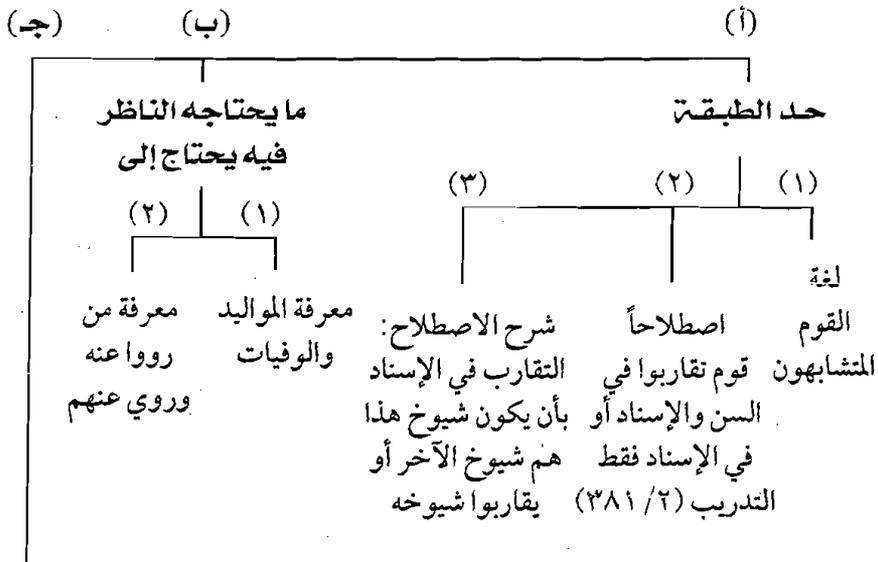 (أ)
(ب)
(جـ)
حد الطبقة
(١)
لغة
القوم
المتشابهون
(٢)
اصطلاحاً
قوم تقاربوا في
السن والإسناد أو
في الإسناد فقط
التدريب (٢/ ٣٨١)
(٣)
شرح الاصطلاح:
التقارب في الإسناد
بأن يكون شيوخ هذا
هم شيوخ الآخر أو
يقاربوا شيوخه
ما يحتاجه الناظر
فيه يحتاج إلى
(١)
معرفة المواليد
والوفيات
(٢)
معرفة من
رووا عنه
وروي عنهم